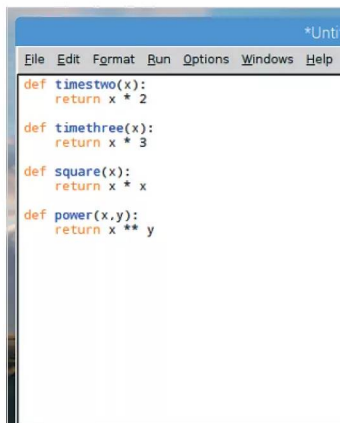 *Unti
File Edit Format Run Options Windows Help
def timestwo(x):
    return x * 2
def timethree(x):
    return x * 3
def square(x):
    return x * x
def power(x,y):
    return x ** y